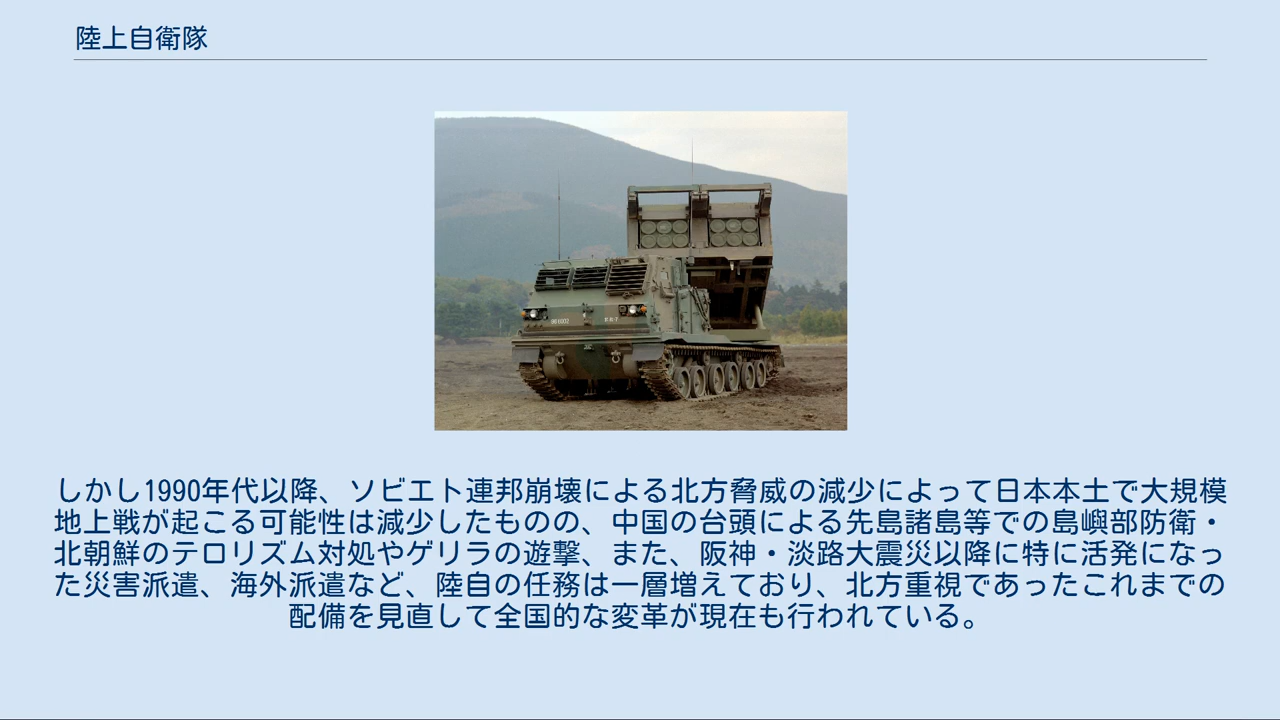 陸上自衛隊
しかし1990年代以降、ソビエト連邦崩壊による北方脅威の減少によって日本本土で大規模
地上戦が起こる可能性は減少したものの、中国の台頭による先島諸島等での島嶼部防衛・
北朝鮮のテロリズム対処やゲリラの遊撃、また、阪神・淡路大震災以降に特に活発になっ
た災害派遣、海外派遣など、陸自の任務は一層増えており、北方重視であったこれまでの
配備を見直して全国的な変革が現在も行われている。